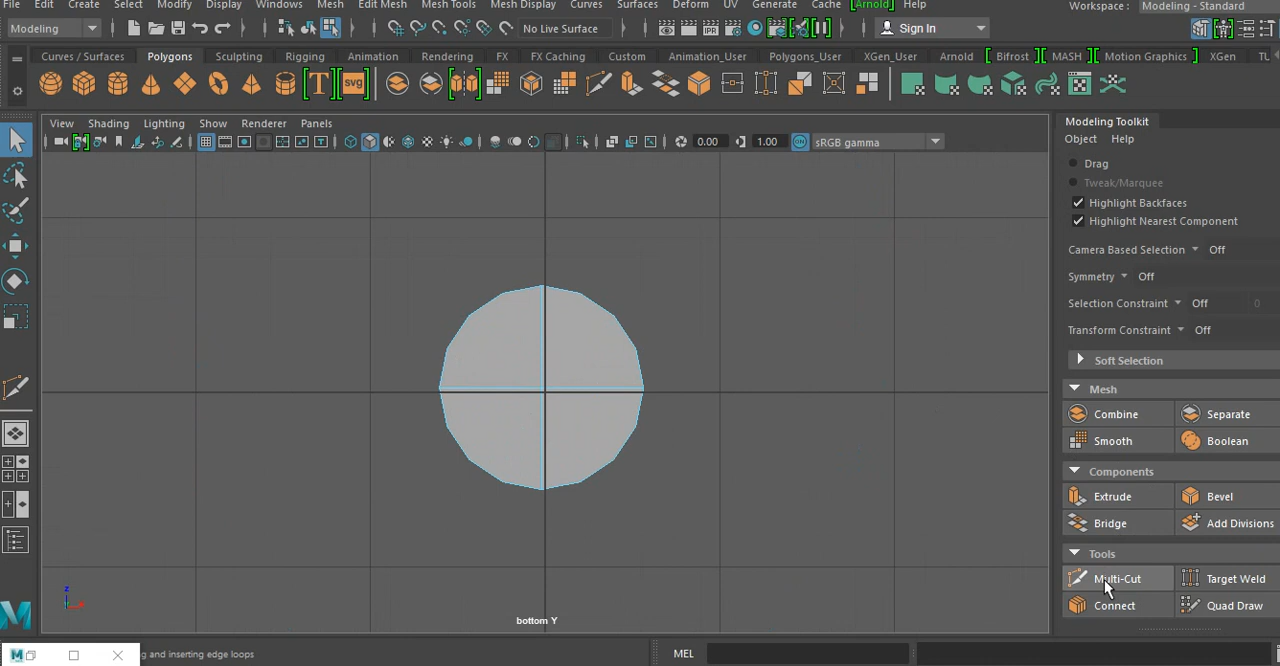 File Edit Create Select Modify Display Windows Mesh Edit Mesh Mesh Tools Mesh Display Curves Surfaces Deform UV Generate Cache Arnold Help Workspace : Modeling - Standard
Modeling No Live Surface Sign In
Curves / Surfaces Polygons Sculpting Rigging Animation Rendering FX FX Caching Custom Animation_User Polygons_User XGen_User Arnold Bifrost MASH Motion Graphics XGen TU
T SVG
View Shading Lighting Show Renderer Panels
0.00 1.00 ON sRGB gamma
Modeling Toolkit
Object Help
Drag
Tweak/Marquee
Highlight Backfaces
Highlight Nearest Component
Camera Based Selection Off
Symmetry Off
Selection Constraint Off 0
Transform Constraint Off
Soft Selection
Mesh
Combine Separate
Smooth Boolean
Components
Extrude Bevel
Bridge Add Divisions
Tools
Multi-Cut Target Weld
Connect Quad Draw
z
x
bottom Y
M
ng and inserting edge loops MEL